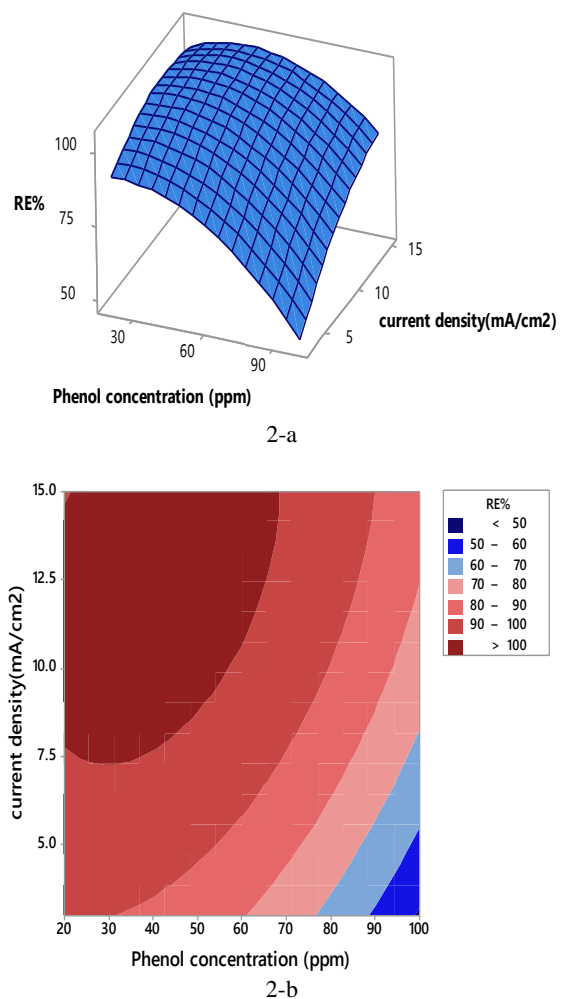 100
RE%
75
50
30
60
90
5
10
15
current density(mA/cm2)
Phenol concentration (ppm)
2-a
15.0
12.5
10.0
7.5
5.0
current density(mA/cm2)
20 30 40 50 60 70 80 90 100
Phenol concentration (ppm)
RE%
< 50
50 – 60
60 – 70
70 – 80
80 – 90
90 – 100
> 100
2-b